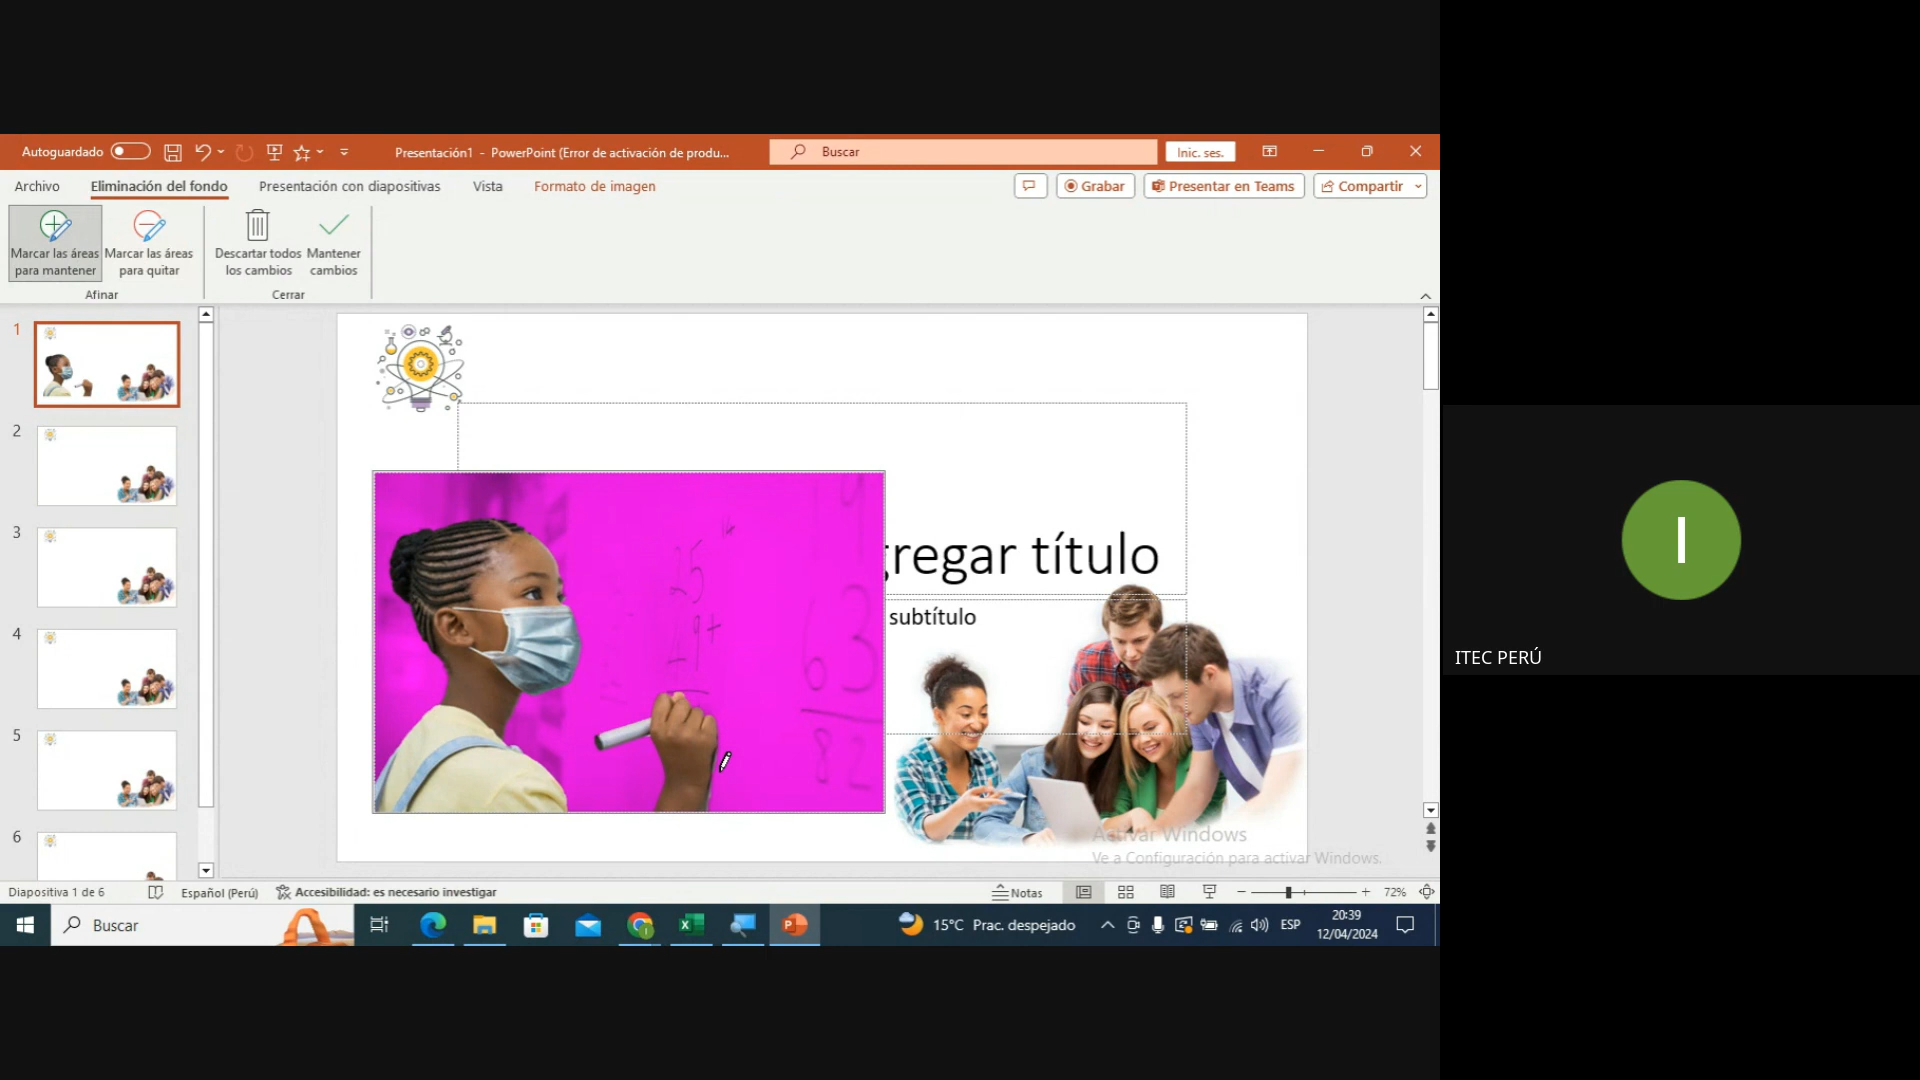 Autoguardado
Presentación1 - PowerPoint (Error de activación de produ...
Buscar
Inic. ses.
Archivo
Eliminación del fondo
Presentación con diapositivas
Vista
Formato de imagen
Grabar
Presentar en Teams
Compartir
Marcar las áreas
para mantener
Marcar las áreas
para quitar
Descartar todos
los cambios
Mantener
cambios
Afinar
Cerrar
1
2
3
4
5
6
gregar título
subtítulo
63
82
ITEC PERÚ
I
Activar Windows
Ve a Configuración para activar Windows.
Diapositiva 1 de 6
Español (Perú)
Accesibilidad: es necesario investigar
Notas
72%
Buscar
15°C Prac. despejado
ESP
20:39
12/04/2024